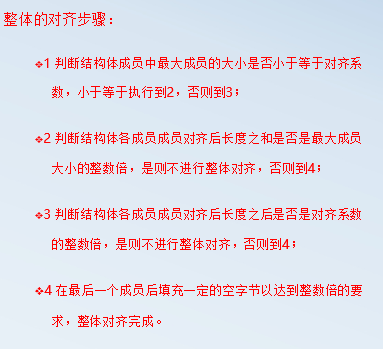 整体的对齐步骤：
❖1 判断结构体成员中最大成员的大小是否小于等于对齐系
数，小于等于执行到2，否则到3；
❖2 判断结构体各成员成员对齐后长度之和是否是最大成员
大小的整数倍，是则不进行整体对齐，否则到4；
❖3 判断结构体各成员成员对齐后长度之后是否是对齐系数
的整数倍，是则不进行整体对齐，否则到4；
❖4 在最后一个成员后填充一定的空字节以达到整数倍的要
求，整体对齐完成。